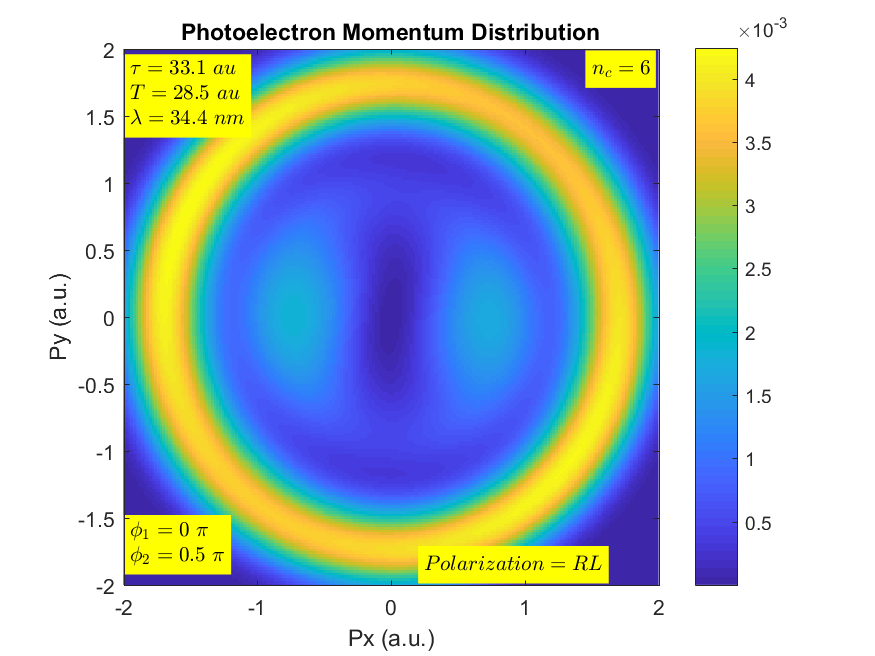 Photoelectron Momentum Distribution
×10⁻³
τ = 33.1 au
T = 28.5 au
λ = 34.4 nm
n_c = 6
2
1.5
1
0.5
0
-0.5
-1
-1.5
-2
Py (a.u.)
4
3.5
3
2.5
2
1.5
1
0.5
ϕ₁ = 0 π
ϕ₂ = 0.5 π
Polarization = RL
-2 -1 0 1 2
Px (a.u.)